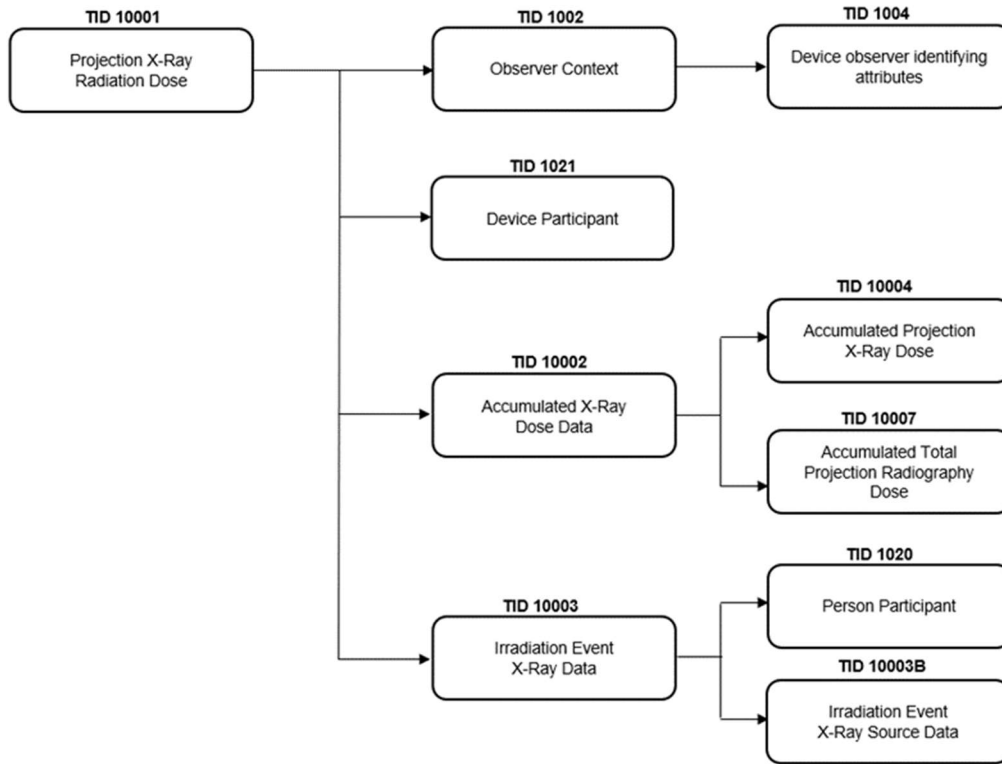 TID 10001
Projection X-Ray
Radiation Dose
TID 1002
Observer Context
TID 1004
Device observer identifying
attributes
TID 1021
Device Participant
TID 10002
Accumulated X-Ray
Dose Data
TID 10004
Accumulated Projection
X-Ray Dose
TID 10007
Accumulated Total
Projection Radiography
Dose
TID 10003
Irradiation Event
X-Ray Data
TID 1020
Person Participant
TID 10003B
Irradiation Event
X-Ray Source Data